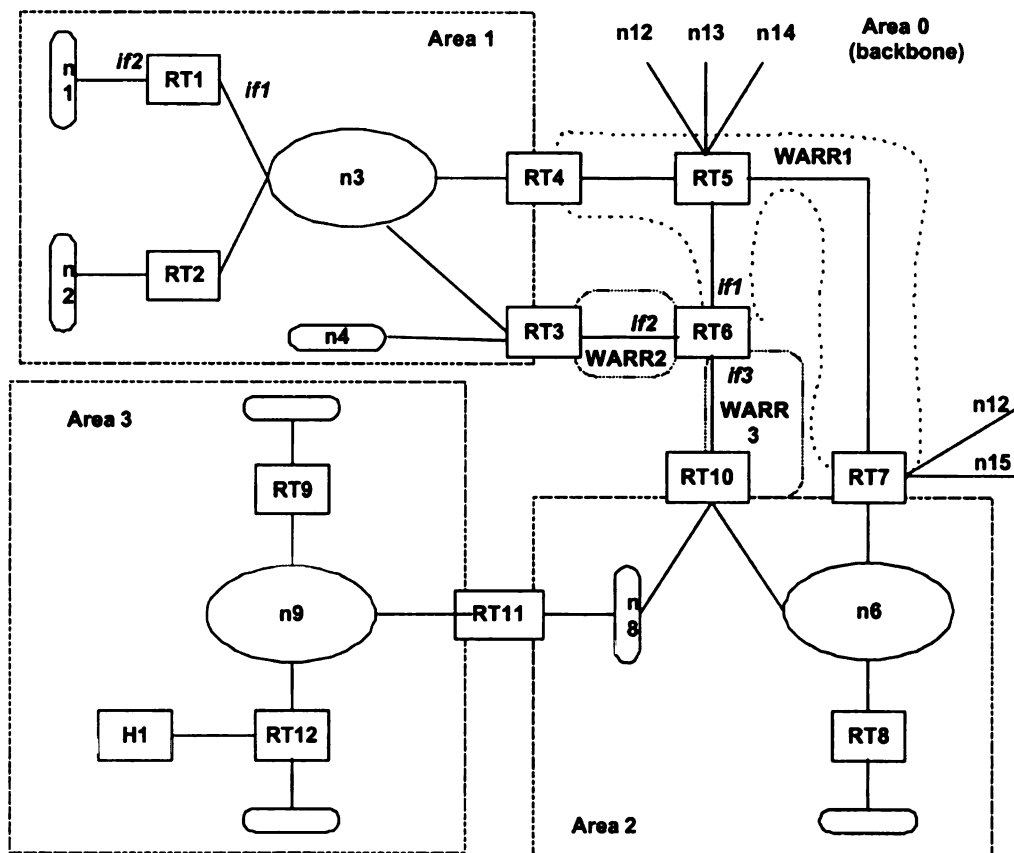 Area 1
n12 n13 n14
Area 0
(backbone)
n
1
if2
RT1
if1
n3
RT4
RT5
WARR1
n
2
RT2
if1
n4
RT3
if2
RT6
WARR2
if3
WARR
3
Area 3
n12
n15
RT9
RT10
RT7
n9
RT11
n
8
n6
H1
RT12
RT8
Area 2